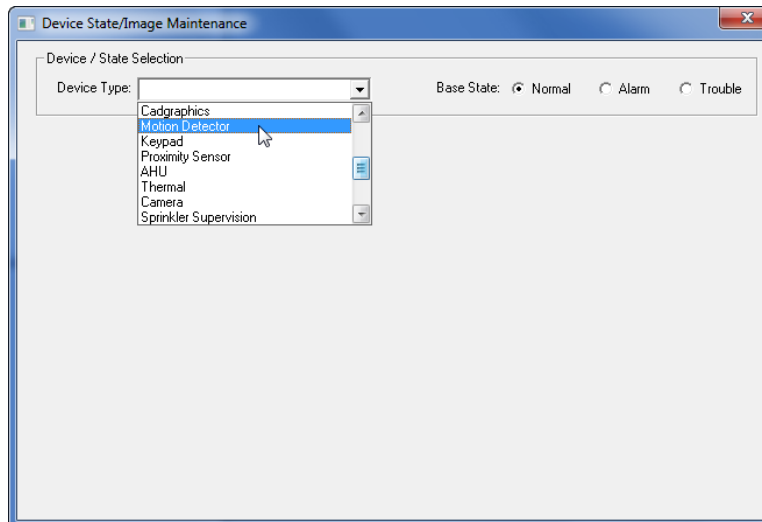 Device State/Image Maintenance
Device / State Selection
Device Type: Base State: Normal Alarm Trouble
Cadgraphics
Motion Detector
Keypad
Proximity Sensor
AHU
Thermal
Camera
Sprinkler Supervision